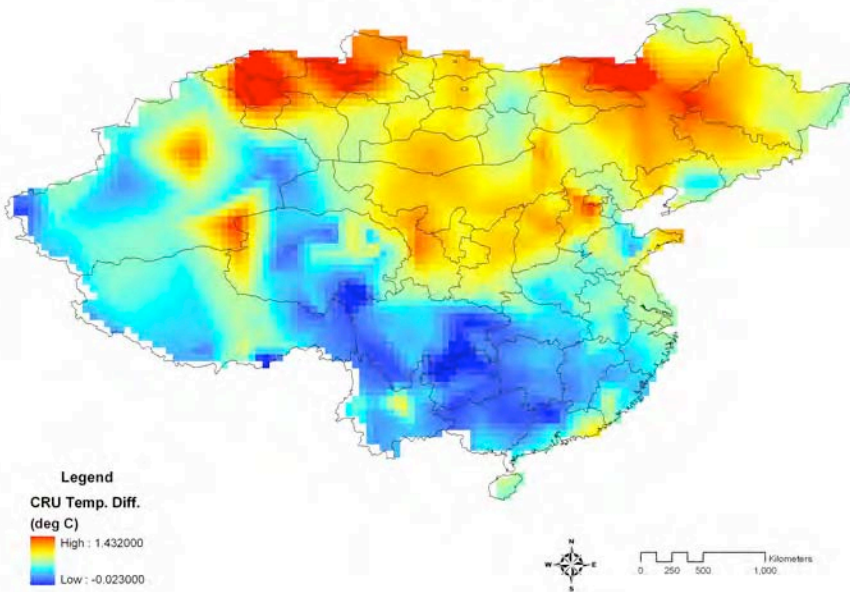 Legend
CRU Temp. Diff.
(deg C)
High : 1.432000
Low : -0.023000
N
W E
S
Kilometers
0 250 500 1,000